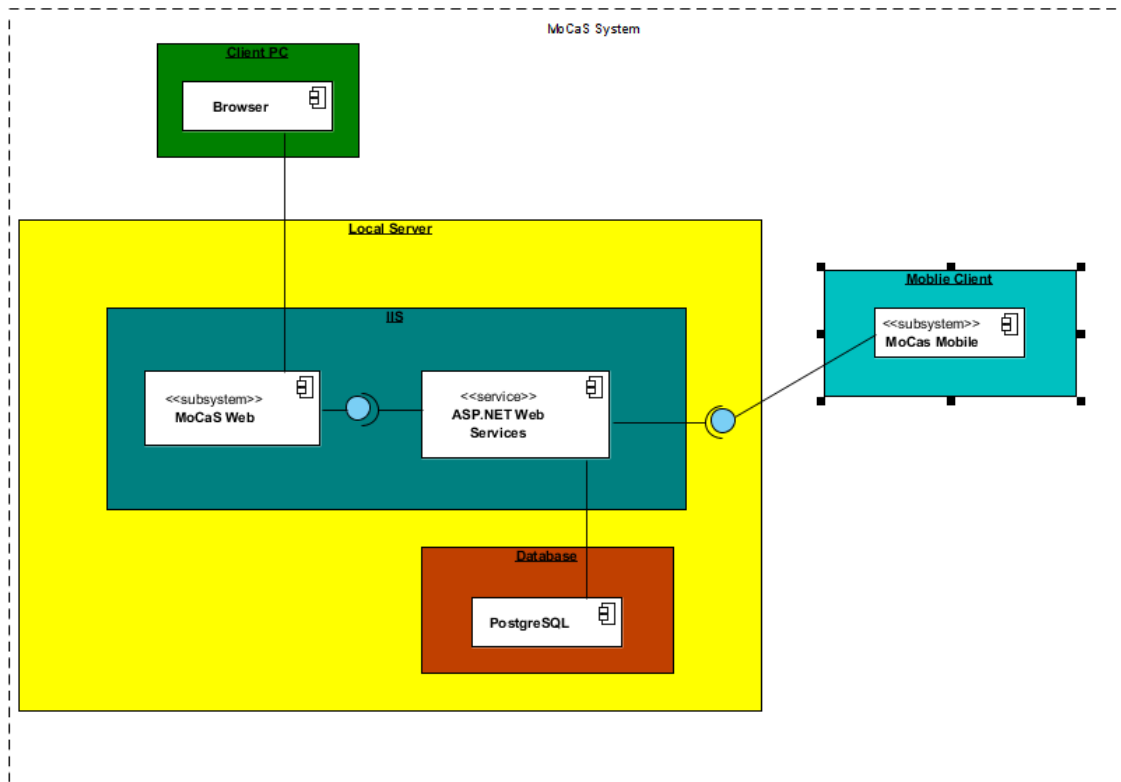 MoCaS System
Client PC
Browser
Local Server
IIS
<<subsystem>>
MoCaS Web
<<service>>
ASP.NET Web
Services
Moblie Client
<<subsystem>>
MoCas Mobile
Database
PostgreSQL